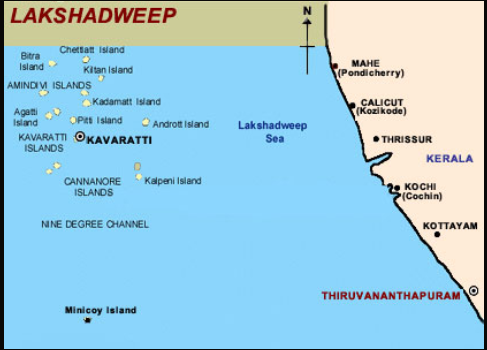 LAKSHADWEEP
N
Chettlatt Island
Bitra
Island
Kiltan Island
AMINDIVI ISLANDS
Kadamatt Island
Agatti
Island
Pitti Island
Andrott Island
KAVARATTI
ISLANDS
KAVARATTI
CANNANORE
ISLANDS
Kalpeni Island
NINE DEGREE CHANNEL
Minicoy Island
Lakshadweep
Sea
MAHE
(Pondicherry)
CALICUT
(Kozikode)
THRISSUR
KERALA
KOCHI
(Cochin)
KOTTAYAM
THIRUVANANTHAPURAM